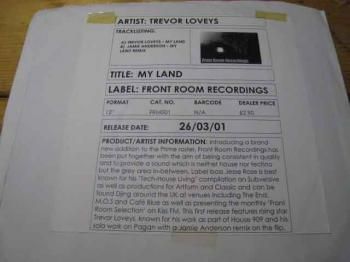 ARTIST: TREVOR LOVEYS
TRACKLISTING:
A) TREVOR LOVEYS - MY LAND
B) JAMIE ANDERSON - MY
LAND REMIX
Front Room Recordings
TITLE: MY LAND
LABEL: FRONT ROOM RECORDINGS
FORMAT CAT. NO. BARCODE DEALER PRICE
12" FRM001 N/A £2.90
RELEASE DATE: 26/03/01
PRODUCT/ARTIST INFORMATION: Introducing a brand
new addition to the Prime roster, Front Room Recordings has
been put together with the aim of being consistent in quality
and to provide a sound which is neither house nor techno
but the grey area in-between. Label boss Jesse Rose is best
known for his "Tech-House Living" compilation on Subversive
as well as productions for Artform and Classic and can be
found DJing around the UK at venues including The End,
M.O.S and Café Blue as well as presenting the monthly "Front
Room Selection" on Kiss FM. This first release features rising star
Trevor Loveys, known for his work as part of House 909 and his
solo work on Pagan with a Jamie Anderson remix on the flip.